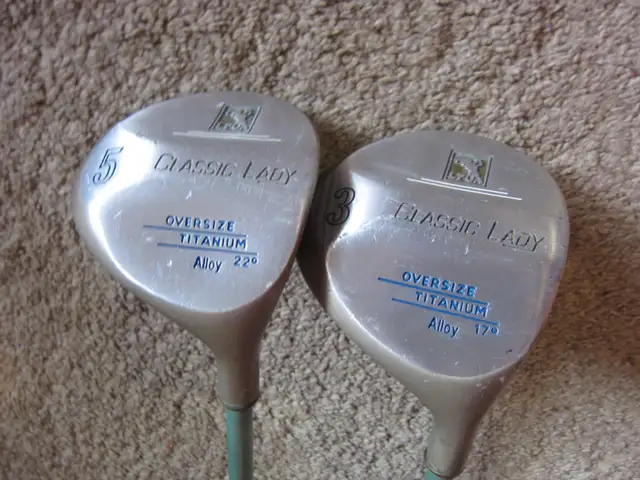 5
CLASSIC LADY
OVERSIZE
TITANIUM
Alloy 22°
3
CLASSIC LADY
OVERSIZE
TITANIUM
Alloy 17°